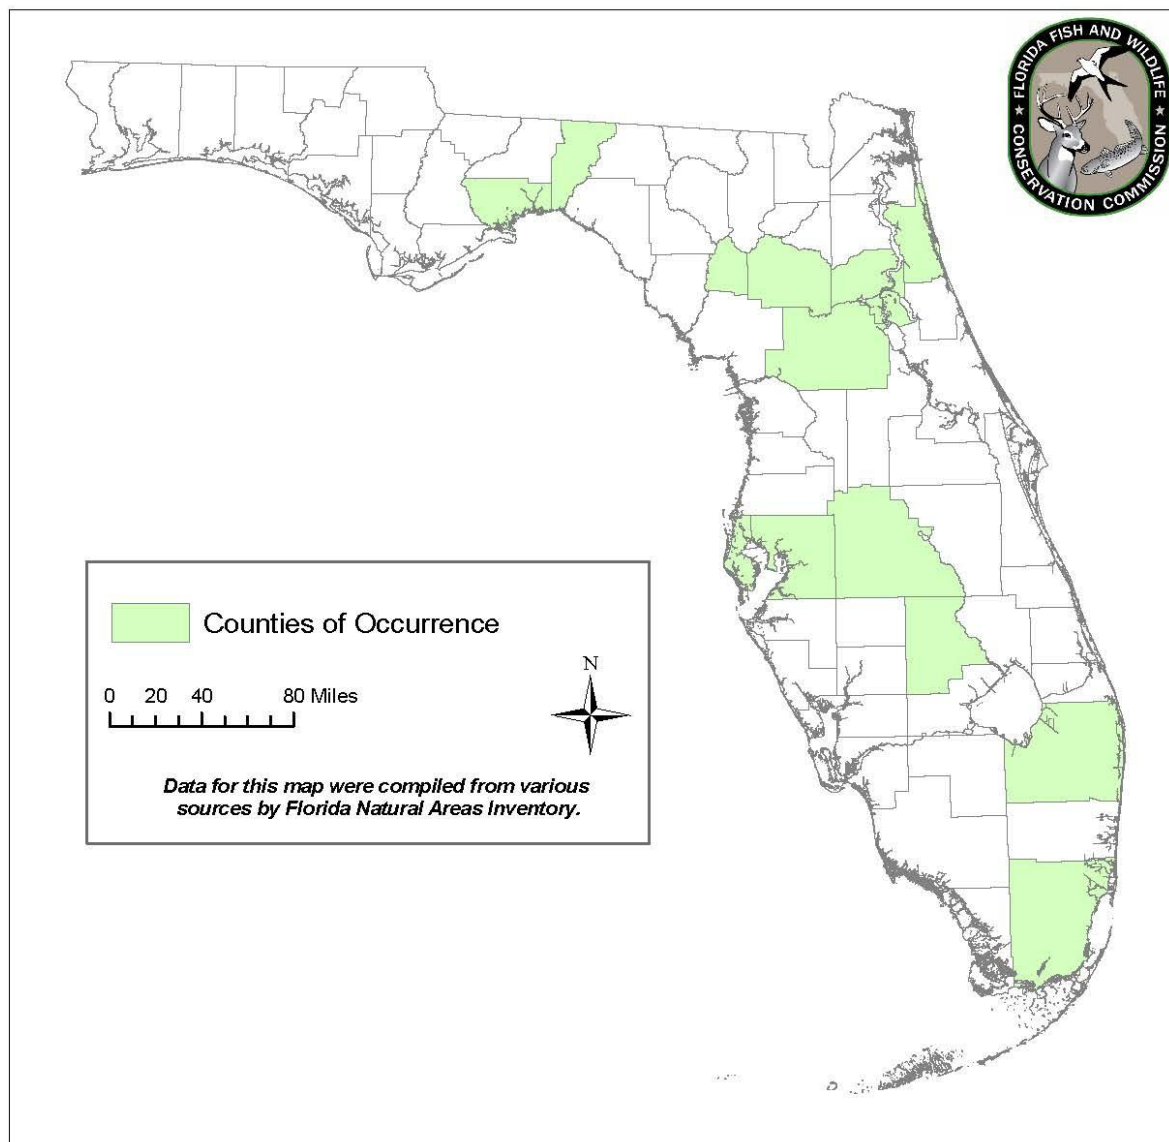 FLORIDA FISH AND WILDLIFE
CONSERVATION COMMISSION
Counties of Occurrence
N
0 20 40 80 Miles
Data for this map were compiled from various
sources by Florida Natural Areas Inventory.